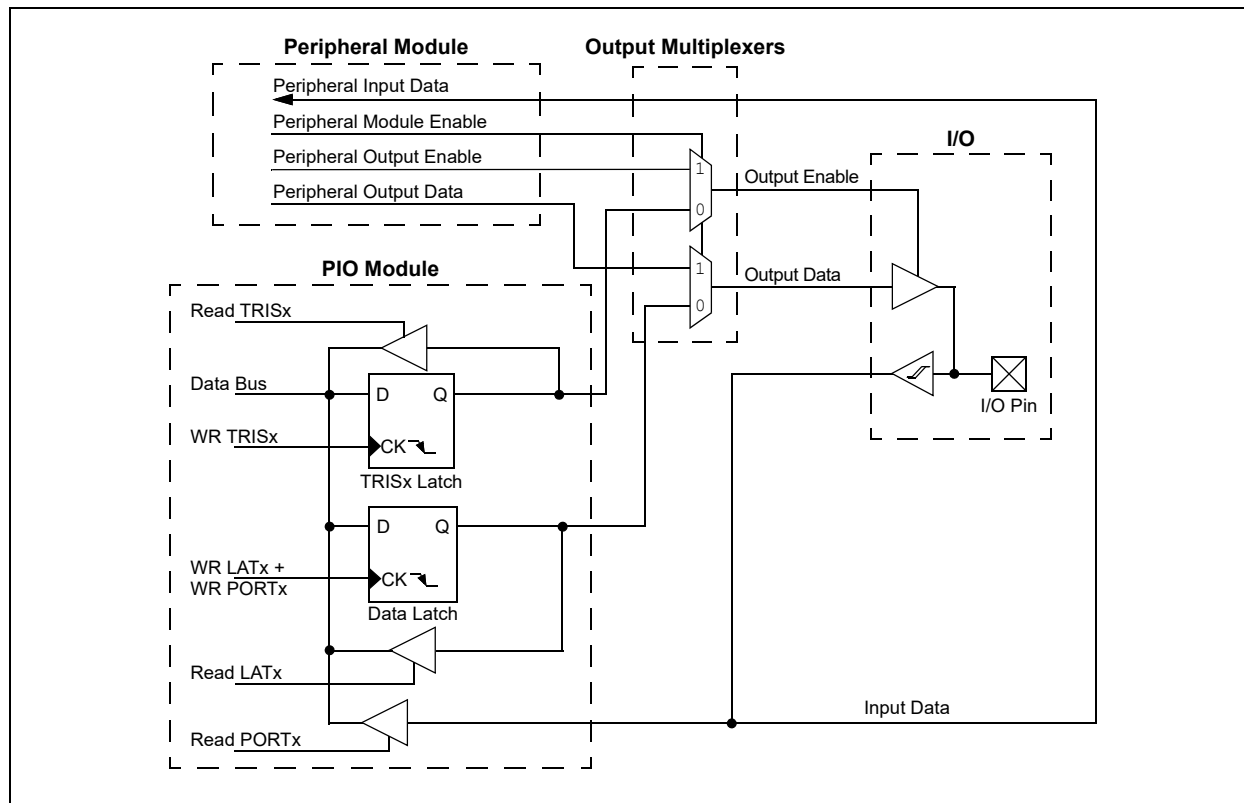 Peripheral Module
Output Multiplexers
Peripheral Input Data
Peripheral Module Enable
Peripheral Output Enable
Peripheral Output Data
1
0
Output Enable
I/O
1
0
Output Data
I/O Pin
PIO Module
Read TRISx
Data Bus
D
Q
WR TRISx
CK
TRISx Latch
D
Q
WR LATx +
WR PORTx
CK
Data Latch
Read LATx
Input Data
Read PORTx